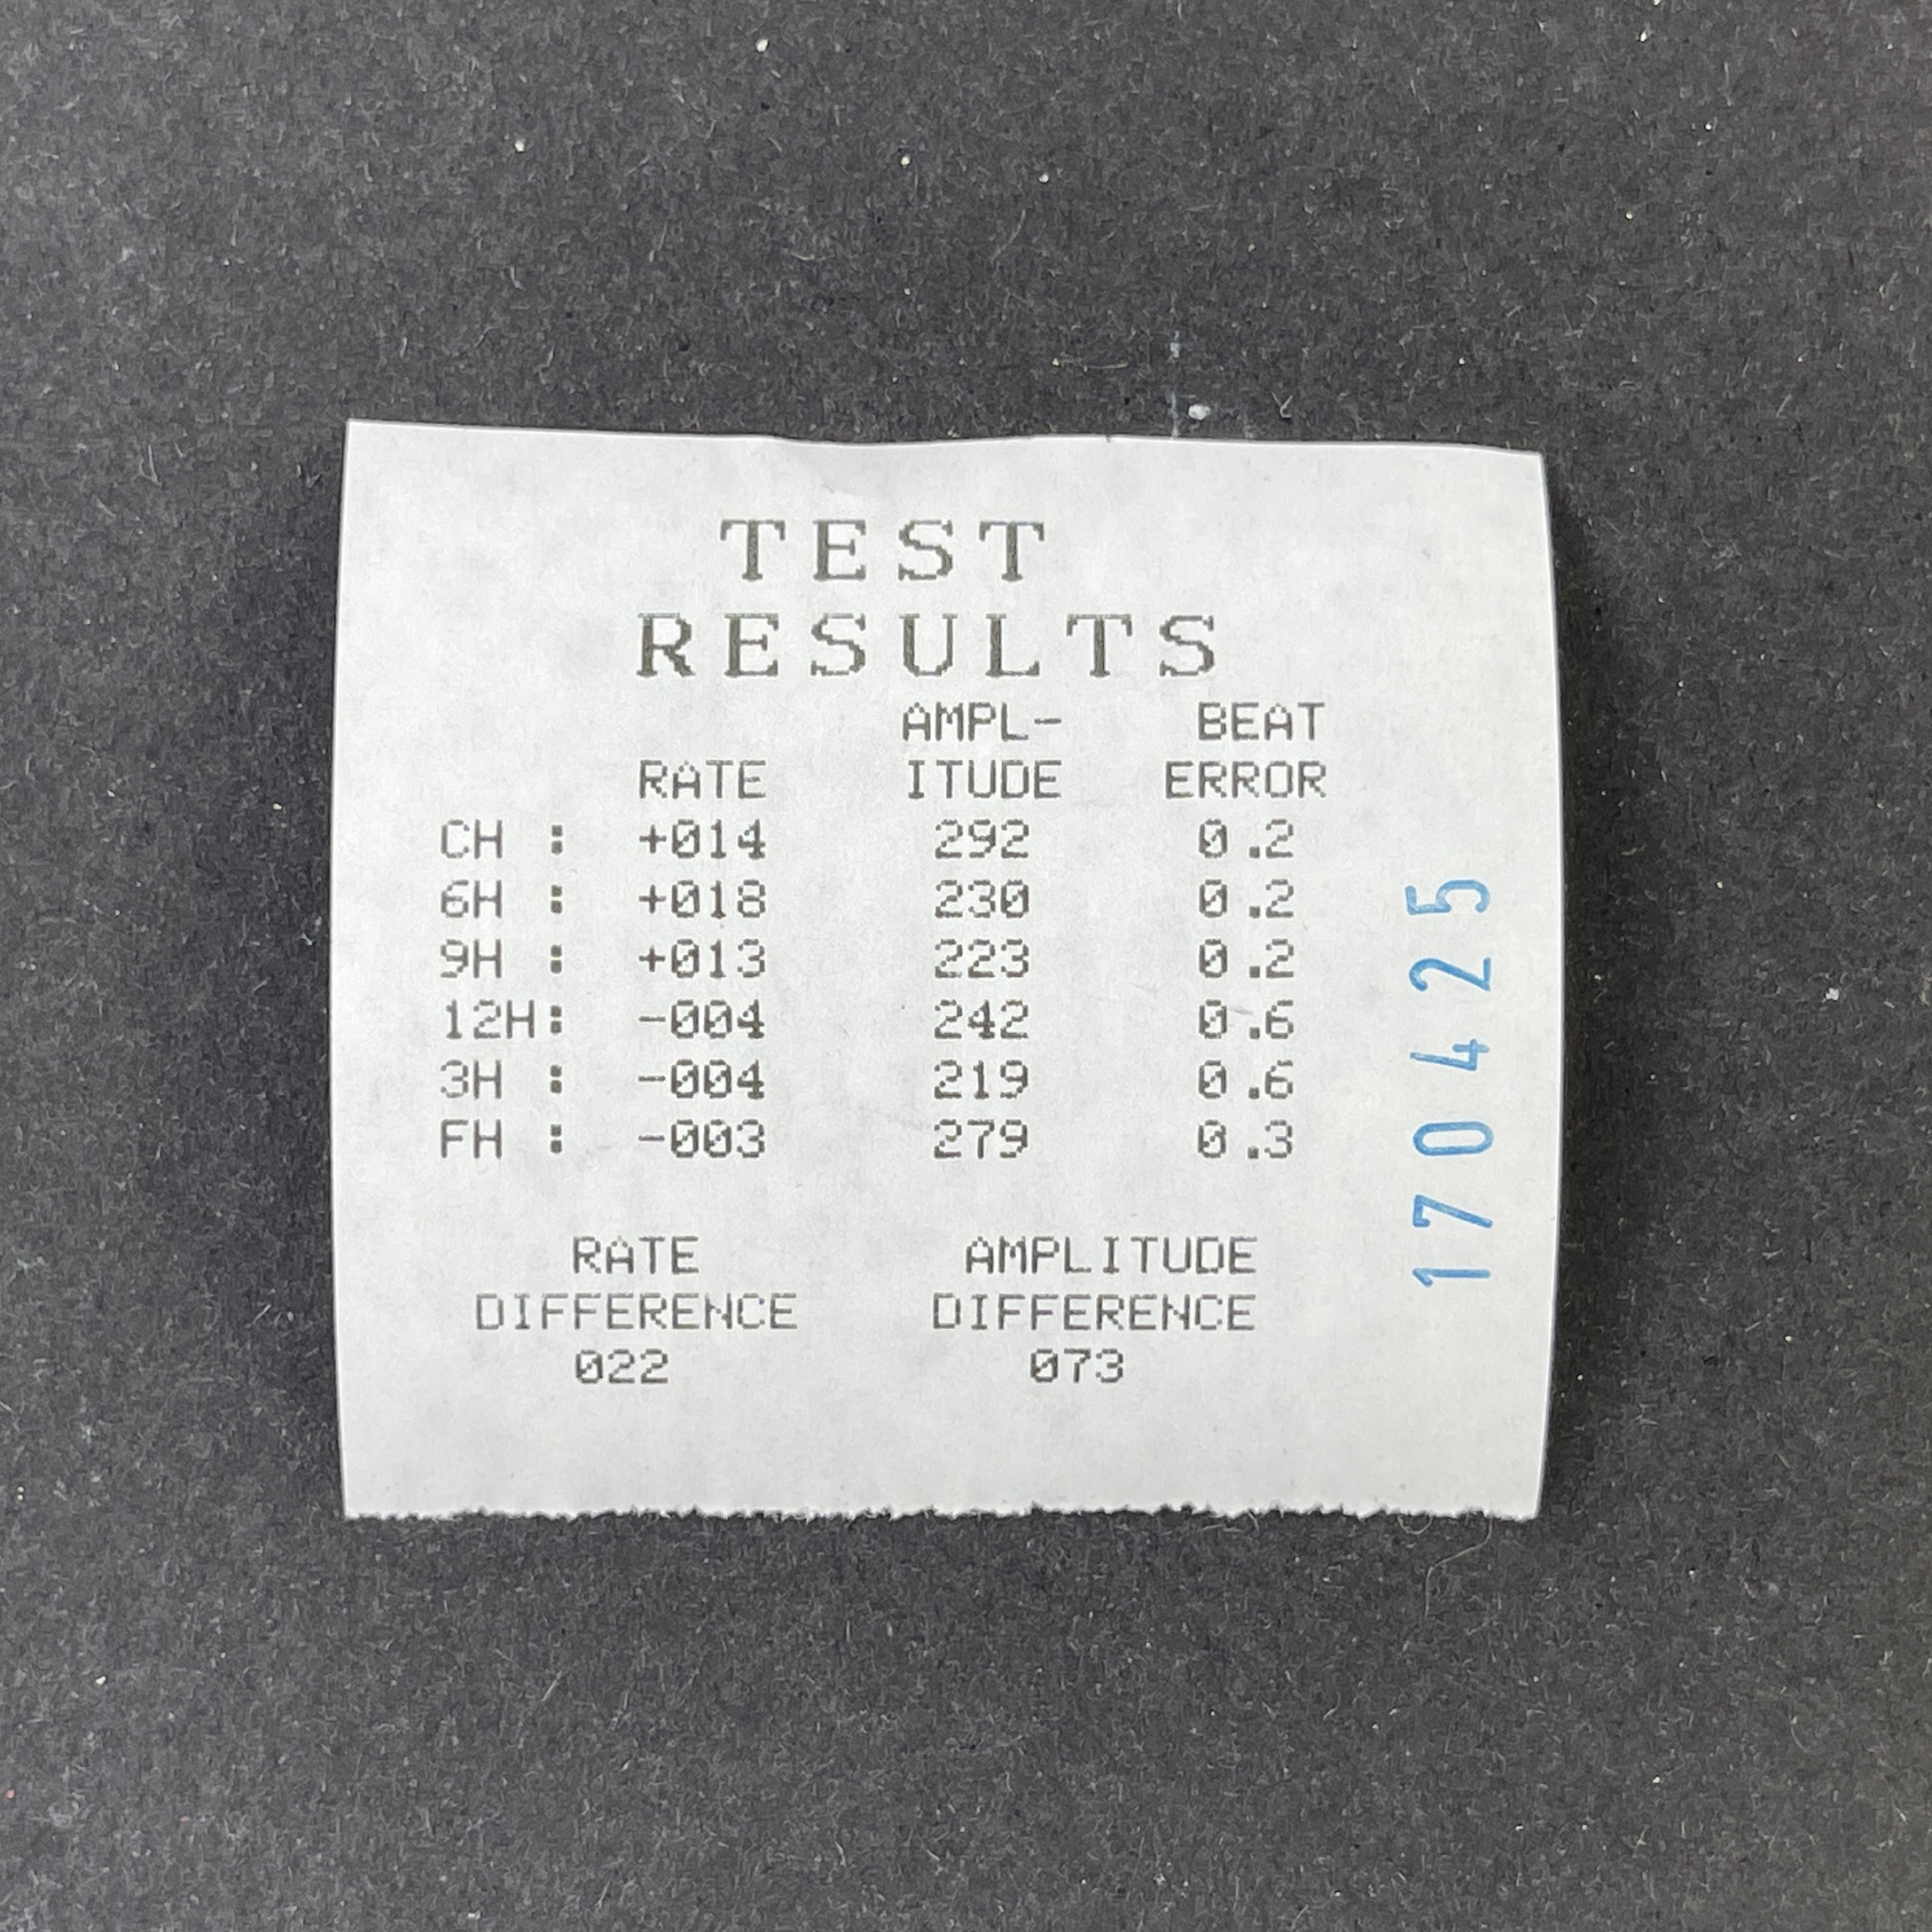 TEST
RESULTS
AMPL- BEAT
RATE ITUDE ERROR
CH : +014 292 0.2
6H : +018 230 0.2
9H : +013 223 0.2
12H: -004 242 0.6
3H : -004 219 0.6
FH : -003 279 0.3
RATE AMPLITUDE
DIFFERENCE DIFFERENCE
022 073
170425